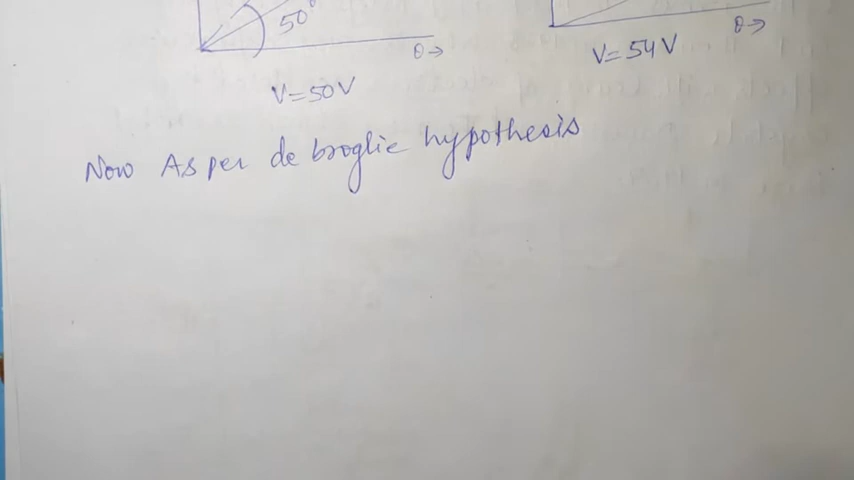 50°
θ→
θ→
V=50V
V=54V
Now As per de broglie hypothesis